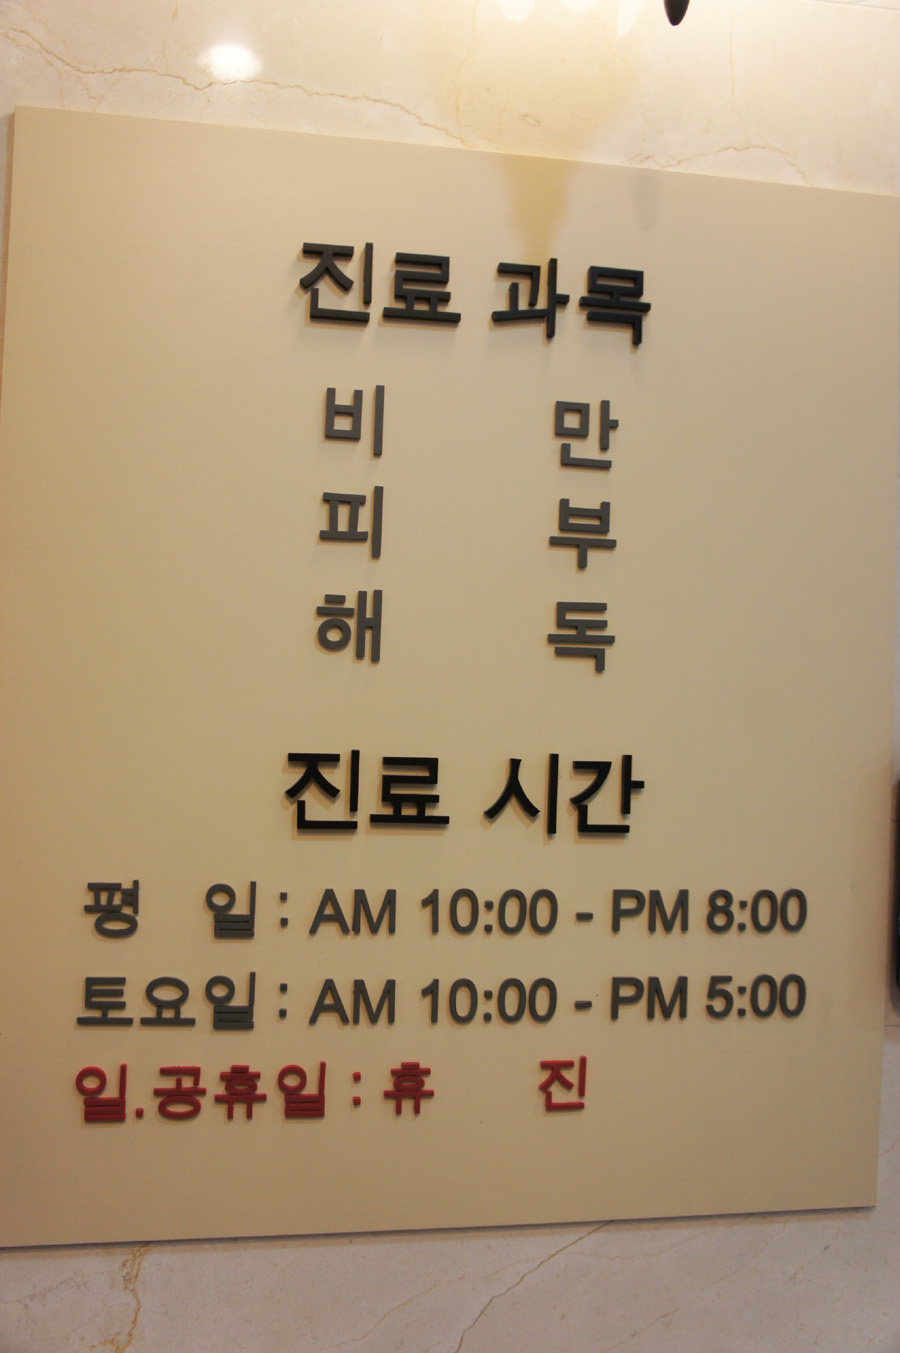 진료 과목
비 만
피 부
해 독
진료 시간
평 일 : AM 10:00 - PM 8:00
토요일 : AM 10:00 - PM 5:00
일.공휴일 : 휴 진